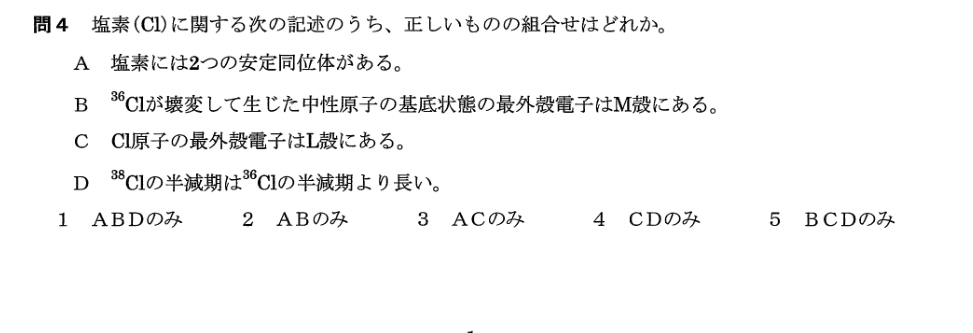 問4 塩素(Cl)に関する次の記述のうち、正しいものの組合せはどれか。
A 塩素には2つの安定同位体がある。
B ³⁶Clが壊変して生じた中性原子の基底状態の最外殻電子はM殻にある。
C Cl原子の最外殻電子はL殻にある。
D ³⁸Clの半減期は³⁶Clの半減期より長い。
1 ABDのみ 2 ABのみ 3 ACのみ 4 CDのみ 5 BCDのみ